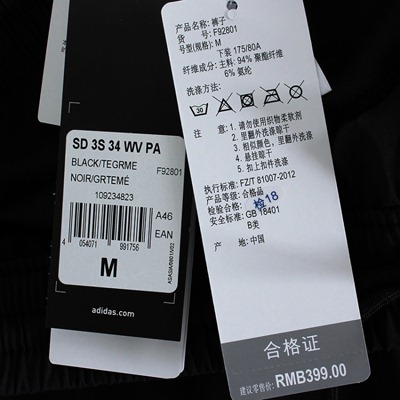 SD 3S 34 WV PA
BLACK/TEGRME F92801
NOIR/GRTEMÉ
109234823
A46
EAN
4 054071 991756
M
adidas.com
品名: 裤子
货号: F92801
号型(规格): M
下装 175/80A
纤维成分: 主料: 94% 聚酯纤维
6% 氨纶
洗涤方法:
30
注意:
1. 请勿使用织物柔软剂
2. 里翻外洗涤晾干
3. 相似颜色, 里翻外洗涤
4. 悬挂晾干
5. 扣上扣件洗涤
执行标准: FZ/T 81007-2012
产品等级: 合格品
检验合格: 检18
安全标准: GB 18401
B类
产地: 中国
合格证
建议零售价: RMB399.00